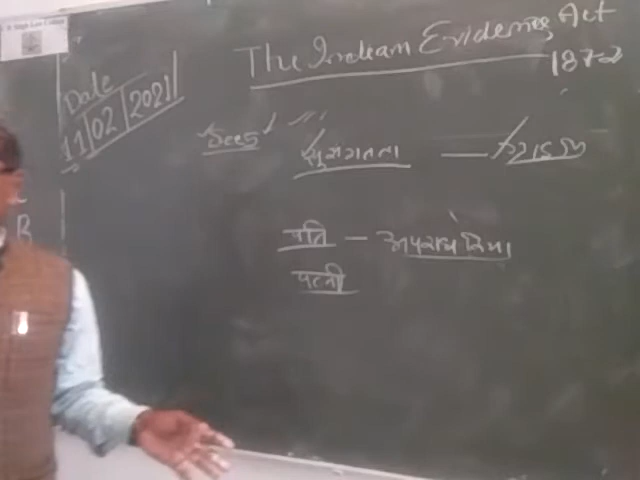 The Indian Evidence Act
1872
Date
11/02/2021
सुसंगतता —
पति — अपराध किया
पत्नी
B